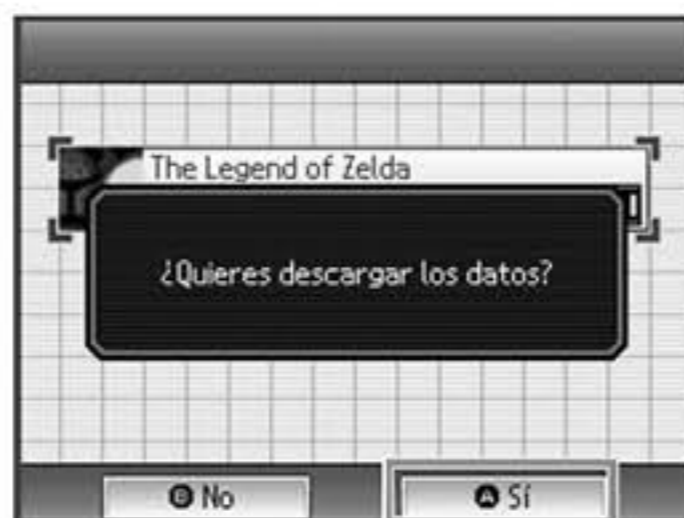 The Legend of Zelda
¿Quieres descargar los datos?
B No
A Sí